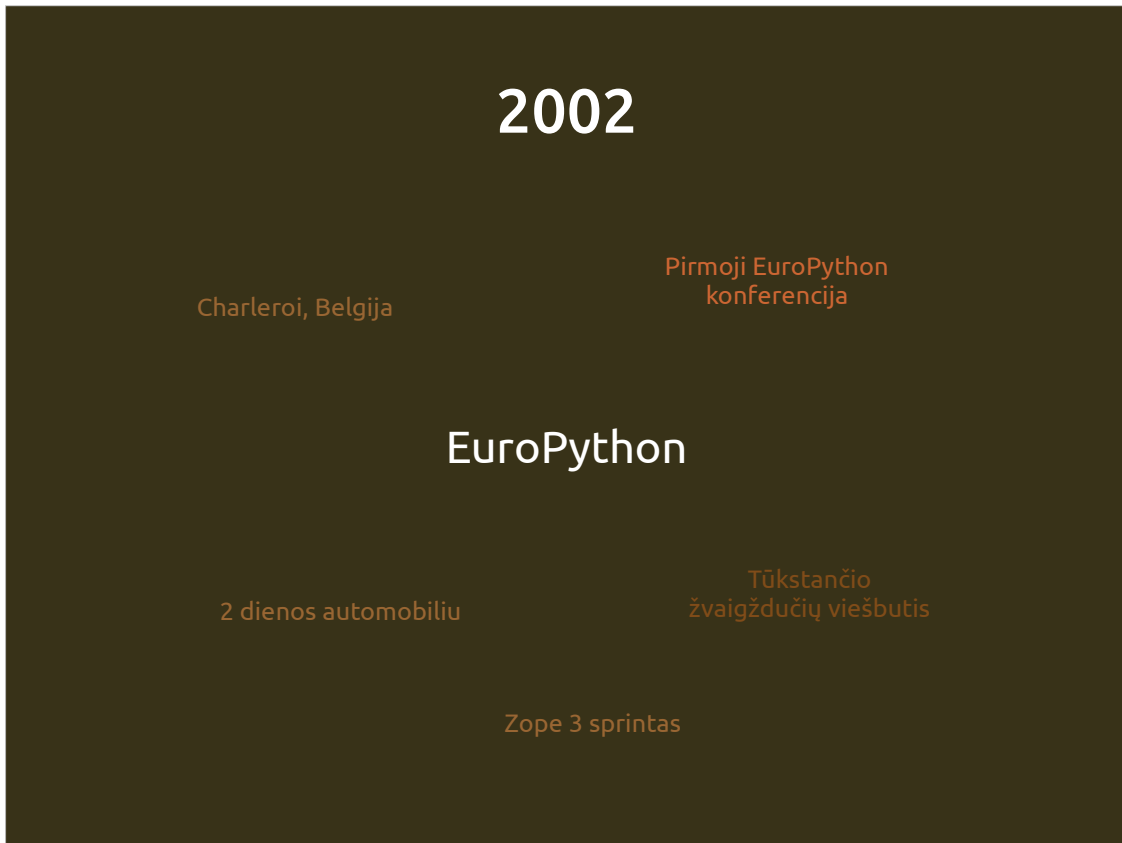 2002
Charleroi, Belgija
Pirmoji EuroPython
konferencija
EuroPython
2 dienos automobiliu
Tūkstančio
žvaigždučių viešbutis
Zope 3 sprintas